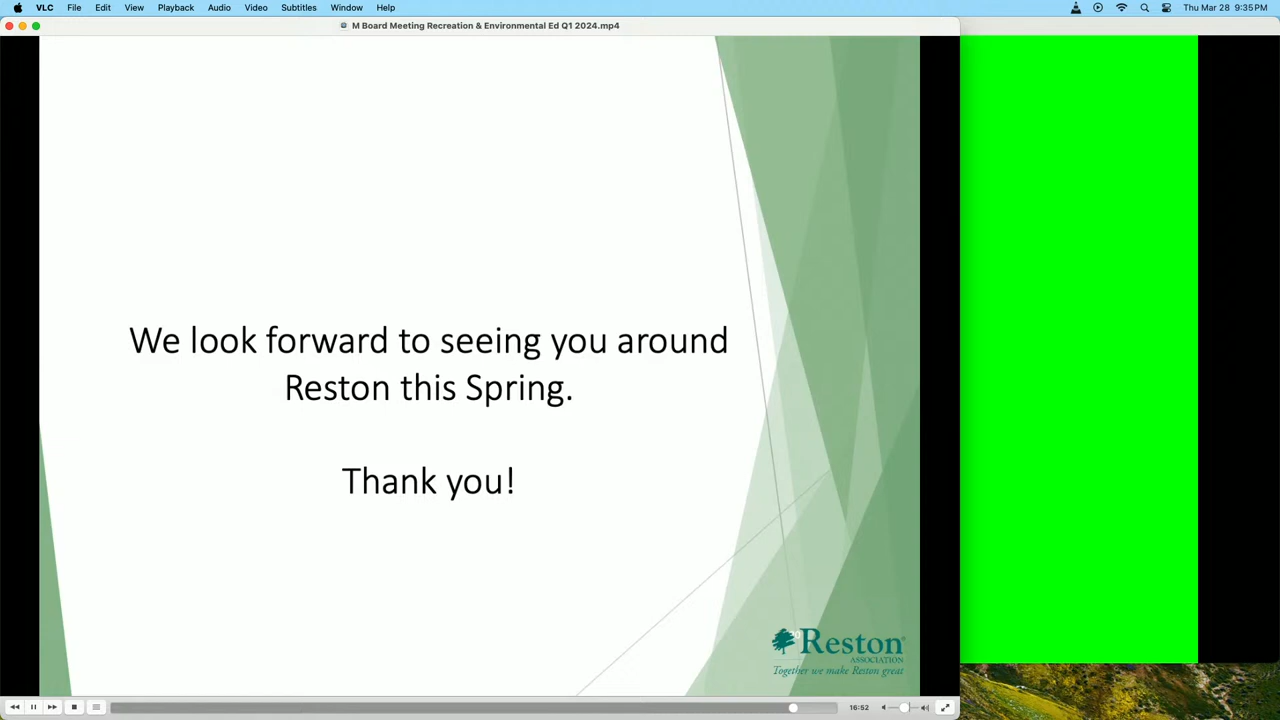 VLC File Edit View Playback Audio Video Subtitles Window Help Thu Mar 28 9:35 PM
M Board Meeting Recreation & Environmental Ed Q1 2024.mp4
We look forward to seeing you around
Reston this Spring.
Thank you!
Reston
ASSOCIATION
Together we make Reston great
16:52